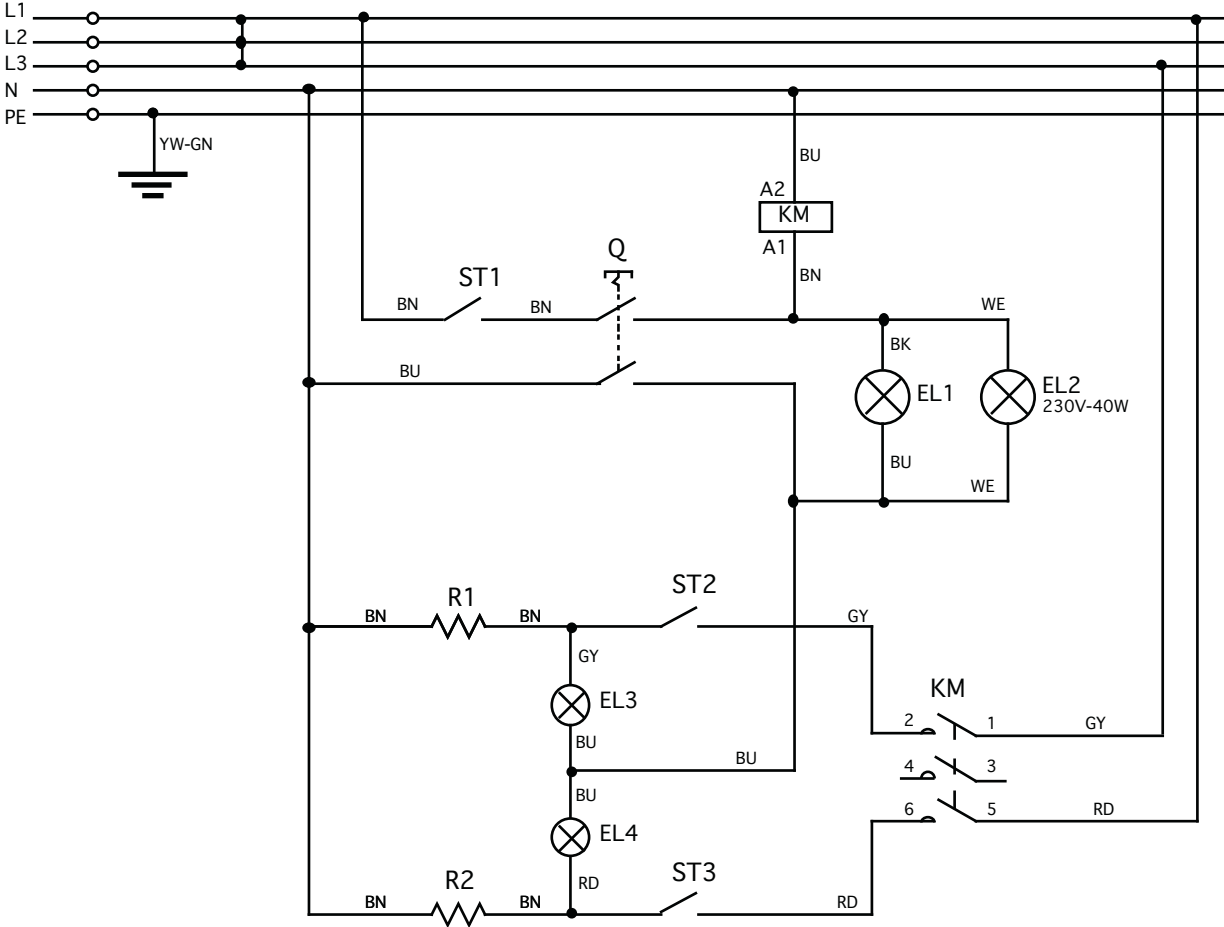 L1
L2
L3
N
PE
YW-GN
BU
A2
KM
A1
BN
Q
ST1
BN
BN
WE
BK
BU
EL1
EL2
230V-40W
BU
WE
ST2
R1
BN
BN
GY
GY
EL3
KM
2
1
GY
BU
BU
4
3
BU
6
5
RD
EL4
ST3
R2
RD
BN
BN
RD